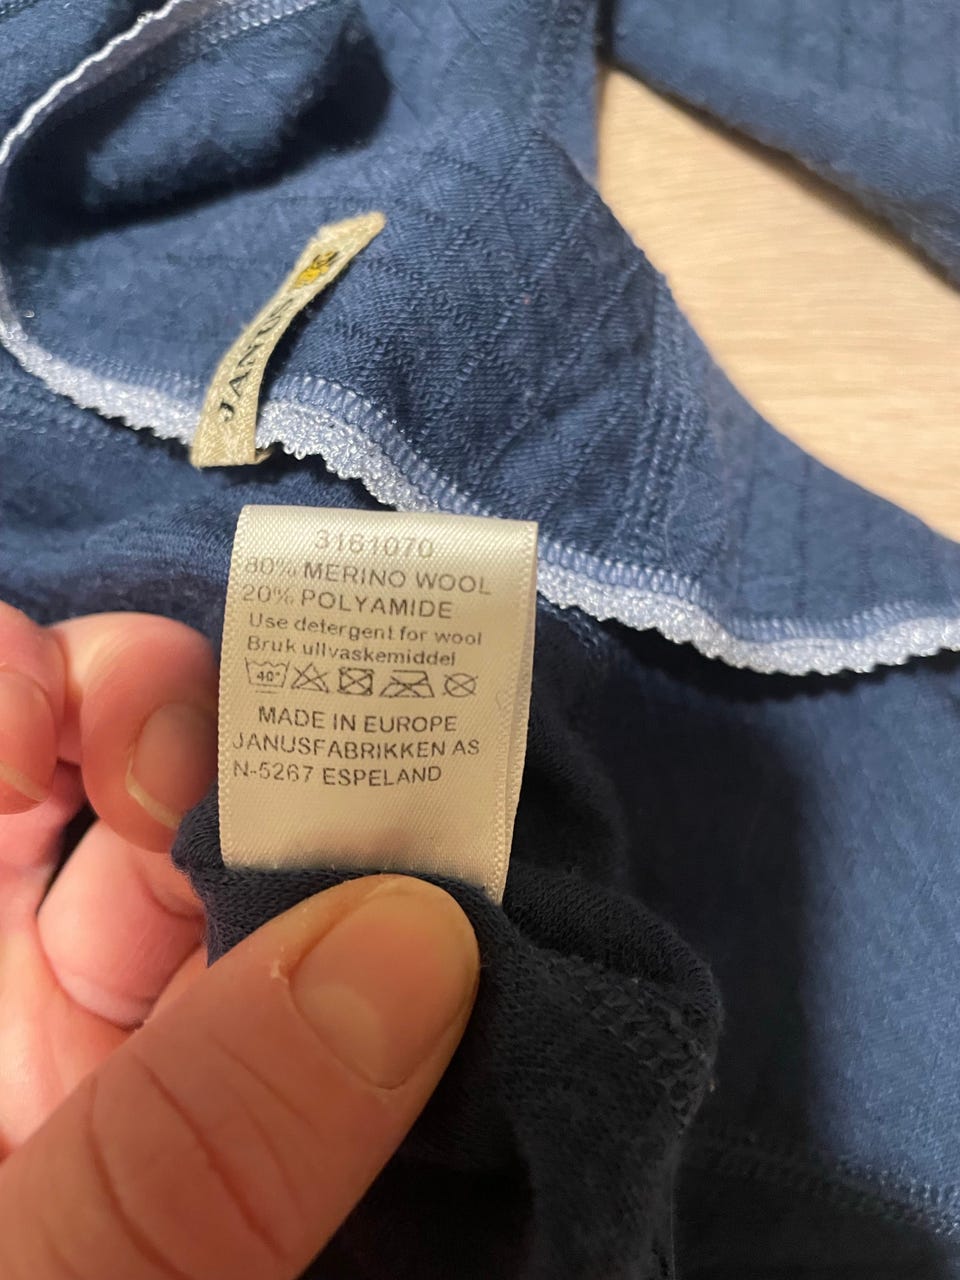 JANUS
3161070
80% MERINO WOOL
20% POLYAMIDE
Use detergent for wool
Bruk ullvaskemiddel
40°
MADE IN EUROPE
JANUSFABRIKKEN AS
N-5267 ESPELAND